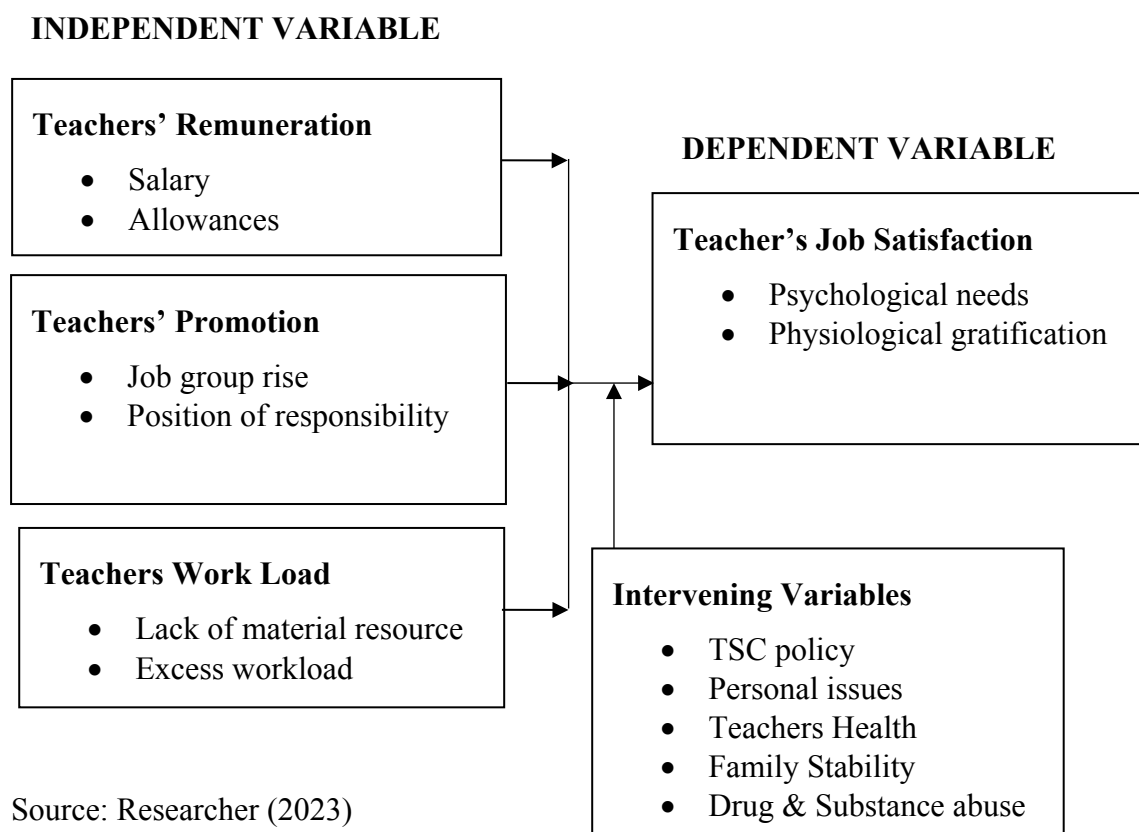 INDEPENDENT VARIABLE
Teachers’ Remuneration
• Salary
• Allowances
Teachers’ Promotion
• Job group rise
• Position of responsibility
Teachers Work Load
• Lack of material resource
• Excess workload
DEPENDENT VARIABLE
Teacher’s Job Satisfaction
• Psychological needs
• Physiological gratification
Intervening Variables
• TSC policy
• Personal issues
• Teachers Health
• Family Stability
• Drug & Substance abuse
Source: Researcher (2023)